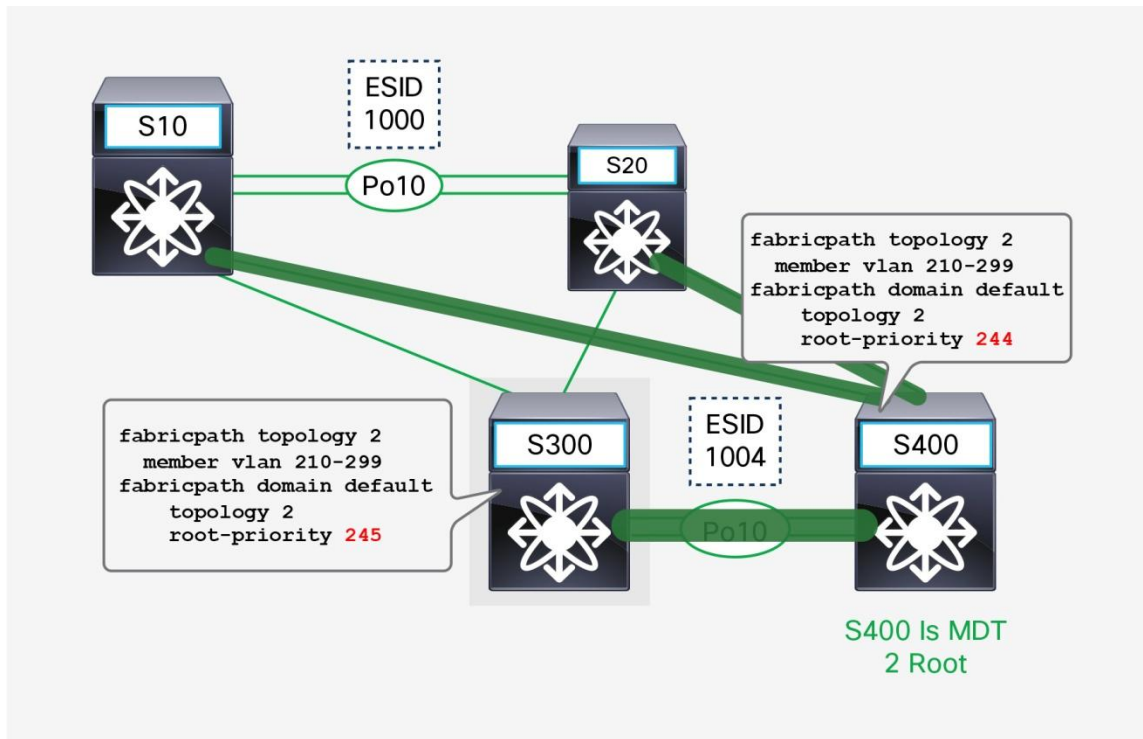 ESID
1000
S10
Po10
S20
fabricpath topology 2
member vlan 210-299
fabricpath domain default
topology 2
root-priority 244
fabricpath topology 2
member vlan 210-299
fabricpath domain default
topology 2
root-priority 245
S300
ESID
1004
S400
Po10
S400 Is MDT
2 Root